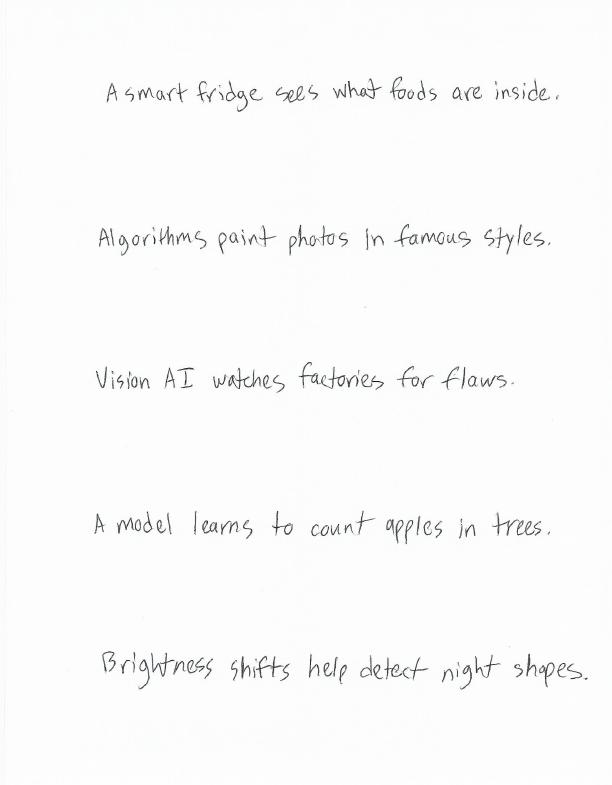 A smart fridge sees what foods are inside.
Algorithms paint photos in famous styles.
Vision AI watches factories for flaws.
A model learns to count apples in trees.
Brightness shifts help detect night shapes.